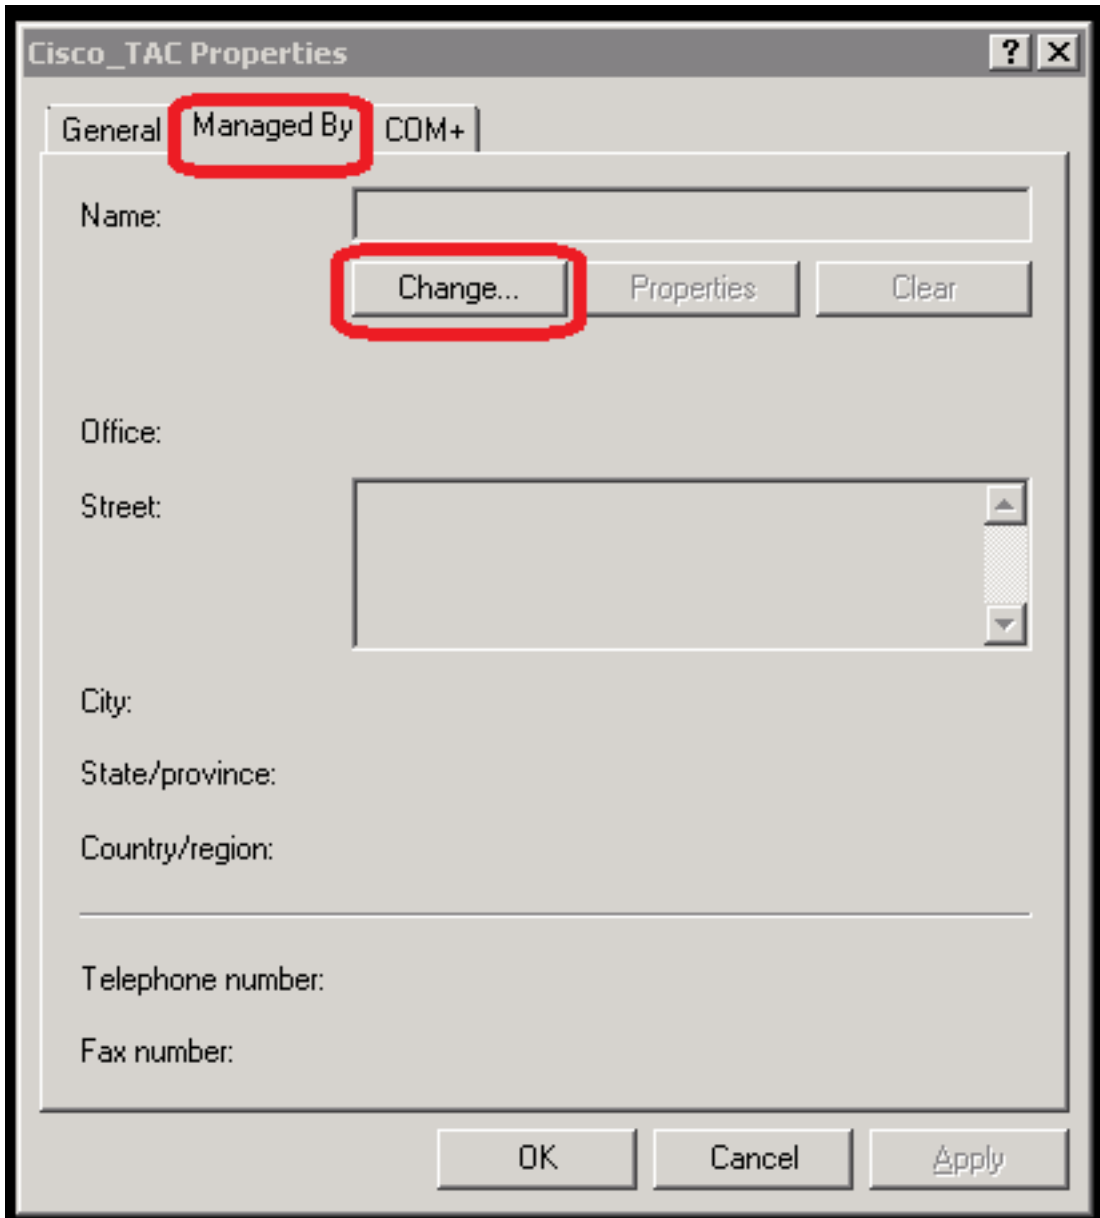 Cisco_TAC Properties
General Managed By COM+
Name:
Change... Properties Clear
Office:
Street:
City:
State/province:
Country/region:
Telephone number:
Fax number:
OK Cancel Apply